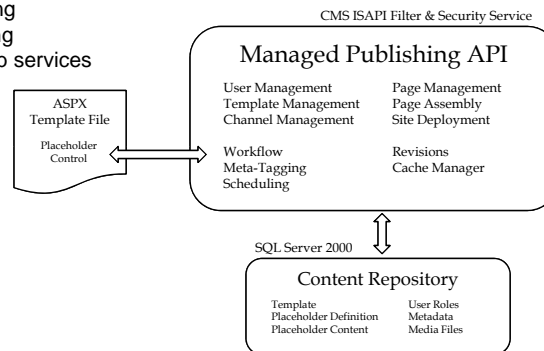 ng
ng
o services
CMS ISAPI Filter & Security Service
Managed Publishing API
User Management
Template Management
Channel Management
Workflow
Meta-Tagging
Scheduling
Page Management
Page Assembly
Site Deployment
Revisions
Cache Manager
ASPX
Template File
Placeholder
Control
SQL Server 2000
Content Repository
Template
Placeholder Definition
Placeholder Content
User Roles
Metadata
Media Files